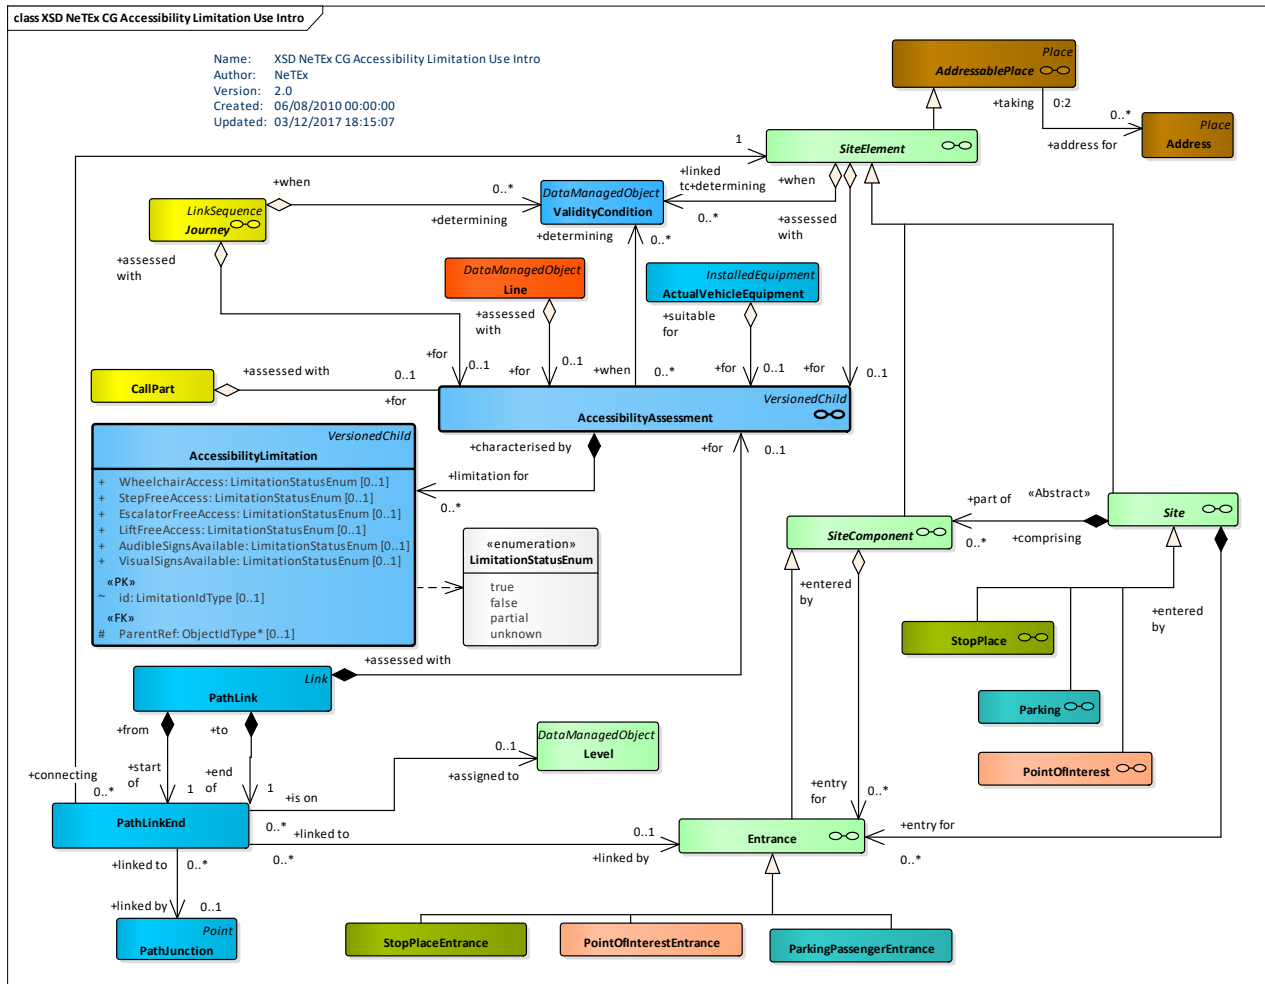 class XSD NeTEx CG Accessibility Limitation Use Intro
Name: XSD NeTEx CG Accessibility Limitation Use Intro
Author: NeTEx
Version: 2.0
Created: 06/08/2010 00:00:00
Updated: 03/12/2017 18:15:07
Place
AddressablePlace
+taking 0:2
0..*
+address for
Place
Address
1
SiteElement
+linked
to+determining
+when
0..*
+assessed
with
+when
0..*
+determining
DataManagedObject
ValidityCondition
+determining 0..*
LinkSequence
Journey
+assessed
with
DataManagedObject
Line
+assessed
with
InstalledEquipment
ActualVehicleEquipment
+suitable
for
+for 0..1
+for 0..1
+when 0..*
+for 0..1
+for 0..1
CallPart
+assessed with
0..1
+for
VersionedChild
AccessibilityAssessment
+characterised by
+limitation for
0..*
+for 0..1
VersionedChild
AccessibilityLimitation
+ WheelchairAccess: LimitationStatusEnum [0..1]
+ StepFreeAccess: LimitationStatusEnum [0..1]
+ EscalatorFreeAccess: LimitationStatusEnum [0..1]
+ LiftFreeAccess: LimitationStatusEnum [0..1]
+ AudibleSignsAvailable: LimitationStatusEnum [0..1]
+ VisualSignsAvailable: LimitationStatusEnum [0..1]
«PK»
~ id: LimitationIdType [0..1]
«FK»
# ParentRef: ObjectIdType* [0..1]
«enumeration»
LimitationStatusEnum
true
false
partial
unknown
+part of
«Abstract»
0..*
+comprising
Site
SiteComponent
+entered
by
+entered
by
StopPlace
Parking
PointOfInterest
+assessed with
Link
PathLink
+from
+to
+start
of
1
+end
of
1
+connecting
0..*
DataManagedObject
Level
0..1
+assigned to
+is on
0..*
PathLinkEnd
+linked to
0..*
0..1
+linked by
+entry
for
0..*
+entry for
0..*
Entrance
+linked to 0..*
+linked by 0..1
Point
PathJunction
StopPlaceEntrance
PointOfInterestEntrance
ParkingPassengerEntrance